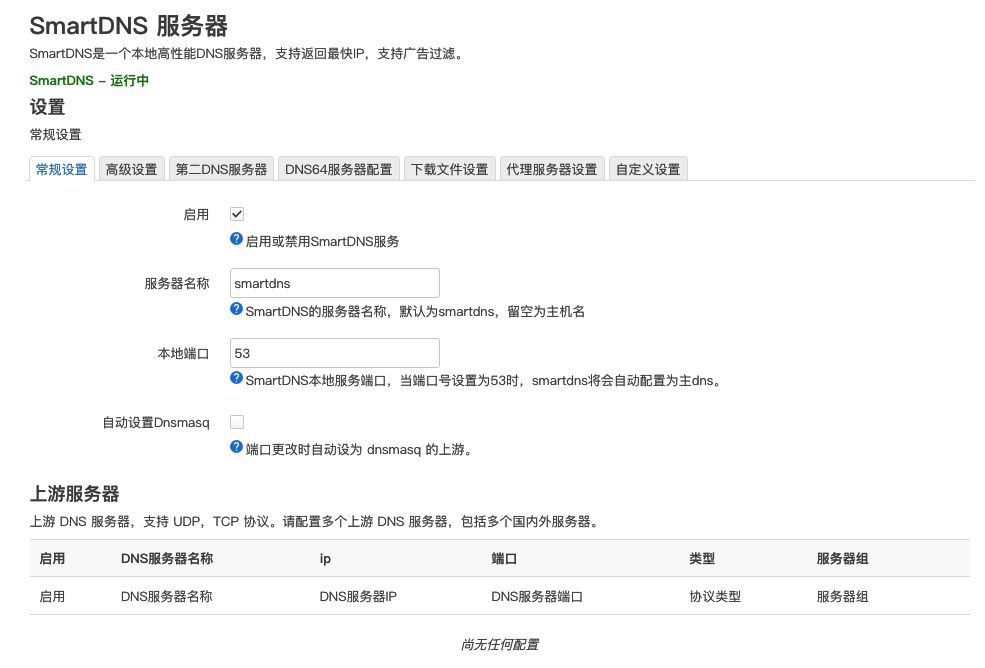 SmartDNS 服务器
SmartDNS是一个本地高性能DNS服务器，支持返回最快IP，支持广告过滤。
SmartDNS – 运行中
设置
常规设置
常规设置 高级设置 第二DNS服务器 DNS64服务器配置 下载文件设置 代理服务器设置 自定义设置
启用
启用或禁用SmartDNS服务
服务器名称 smartdns
SmartDNS的服务器名称，默认为smartdns，留空为主机名
本地端口 53
SmartDNS本地服务端口，当端口号设置为53时，smartdns将会自动配置为主dns。
自动设置Dnsmasq
端口更改时自动设为 dnsmasq 的上游。
上游服务器
上游 DNS 服务器，支持 UDP，TCP 协议。请配置多个上游 DNS 服务器，包括多个国内外服务器。
启用 DNS服务器名称 ip 端口 类型 服务器组
启用 DNS服务器名称 DNS服务器IP DNS服务器端口 协议类型 服务器组
尚无任何配置